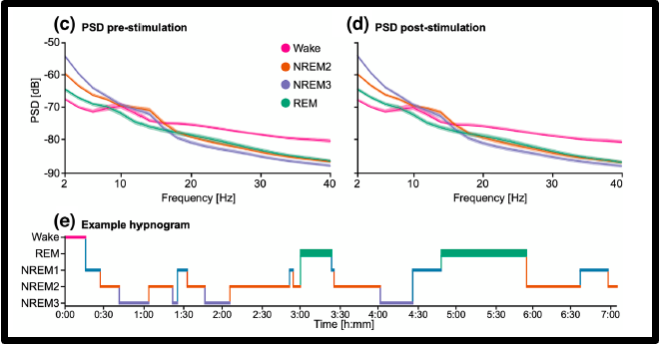 (c) PSD pre-stimulation
(d) PSD post-stimulation
-50
-60
-70
-80
-90
PSD [dB]
Wake
NREM2
NREM3
REM
2 10 20 30 40
Frequency [Hz]
2 10 20 30 40
Frequency [Hz]
(e) Example hypnogram
Wake
REM
NREM1
NREM2
NREM3
0:00 0:30 1:00 1:30 2:00 2:30 3:00 3:30 4:00 4:30 5:00 5:30 6:00 6:30 7:00
Time [h:mm]